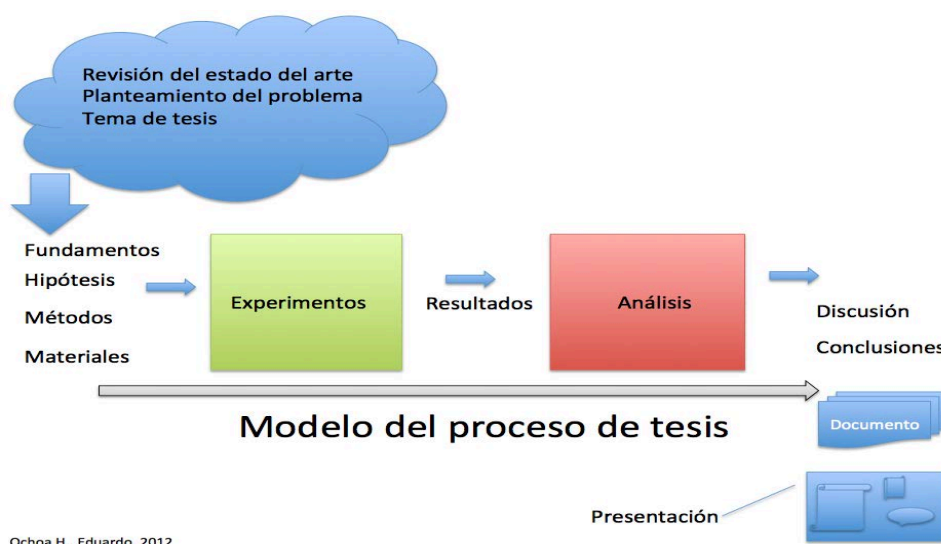 Revisión del estado del arte
Planteamiento del problema
Tema de tesis
Fundamentos
Hipótesis
Métodos
Materiales
Experimentos
Resultados
Análisis
Discusión
Conclusiones
Modelo del proceso de tesis
Documento
Presentación
Ochoa H., Eduardo, 2012